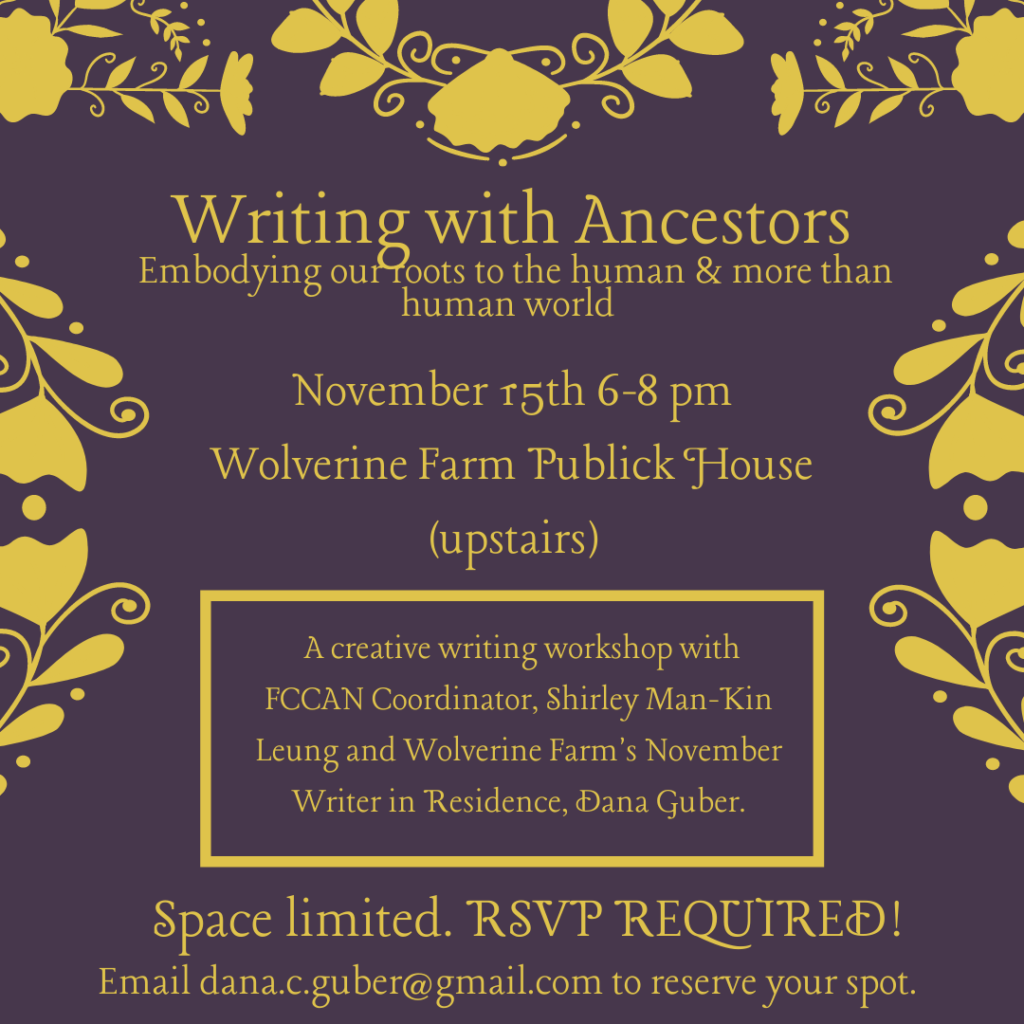 Writing with Ancestors
Embodying our roots to the human & more than
human world
November 15th 6-8 pm
Wolverine Farm Publick House
(upstairs)
A creative writing workshop with
FCCAN Coordinator, Shirley Man-Kin
Leung and Wolverine Farm's November
Writer in Residence, Dana Guber.
Space limited. RSVP REQUIRED!
Email dana.c.guber@gmail.com to reserve your spot.